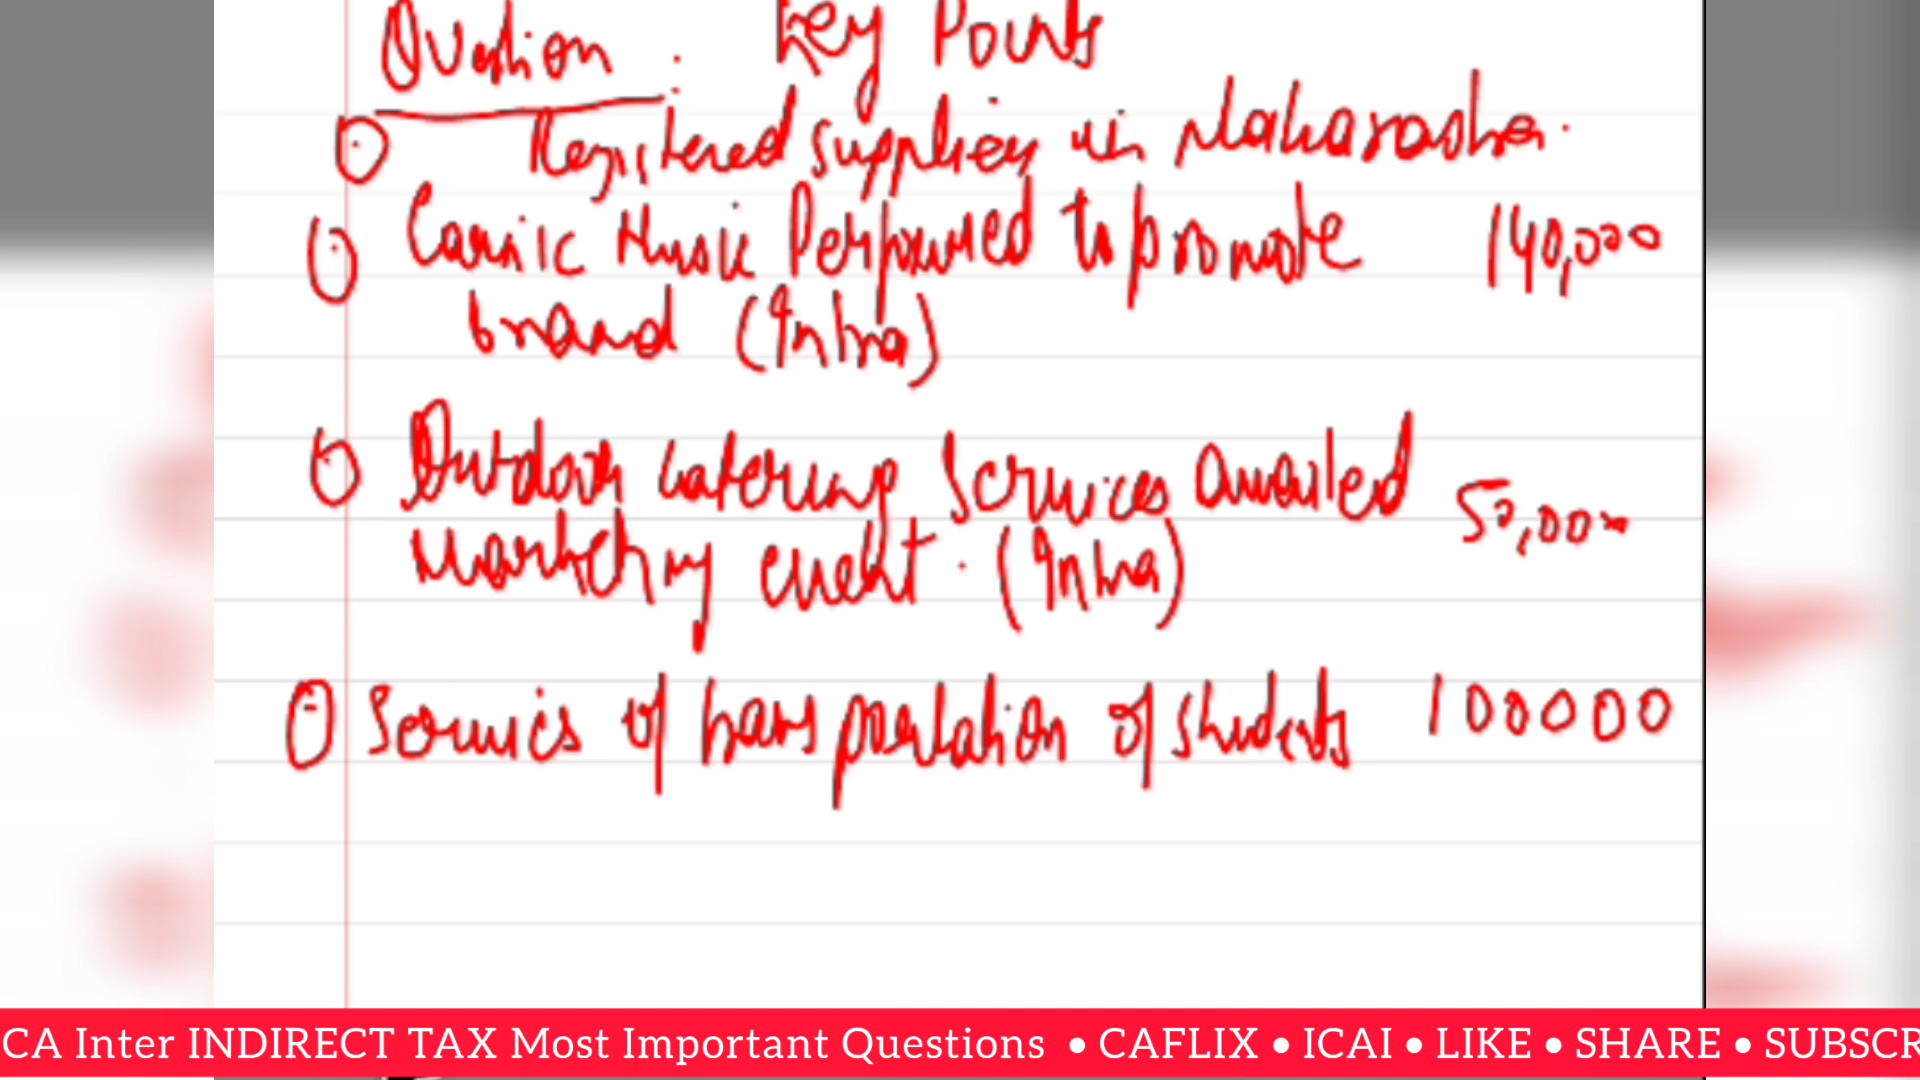 Question : Key Points
Registered supplier in Maharashtra.
Carnic Music Performed to promote 140,000
brand (Intra)
Outdoor Catering Services availed 50,000
Marketing event. (Intra)
Services of transportation of students 100000
CA Inter INDIRECT TAX Most Important Questions • CAFLIX • ICAI • LIKE • SHARE • SUBSCR